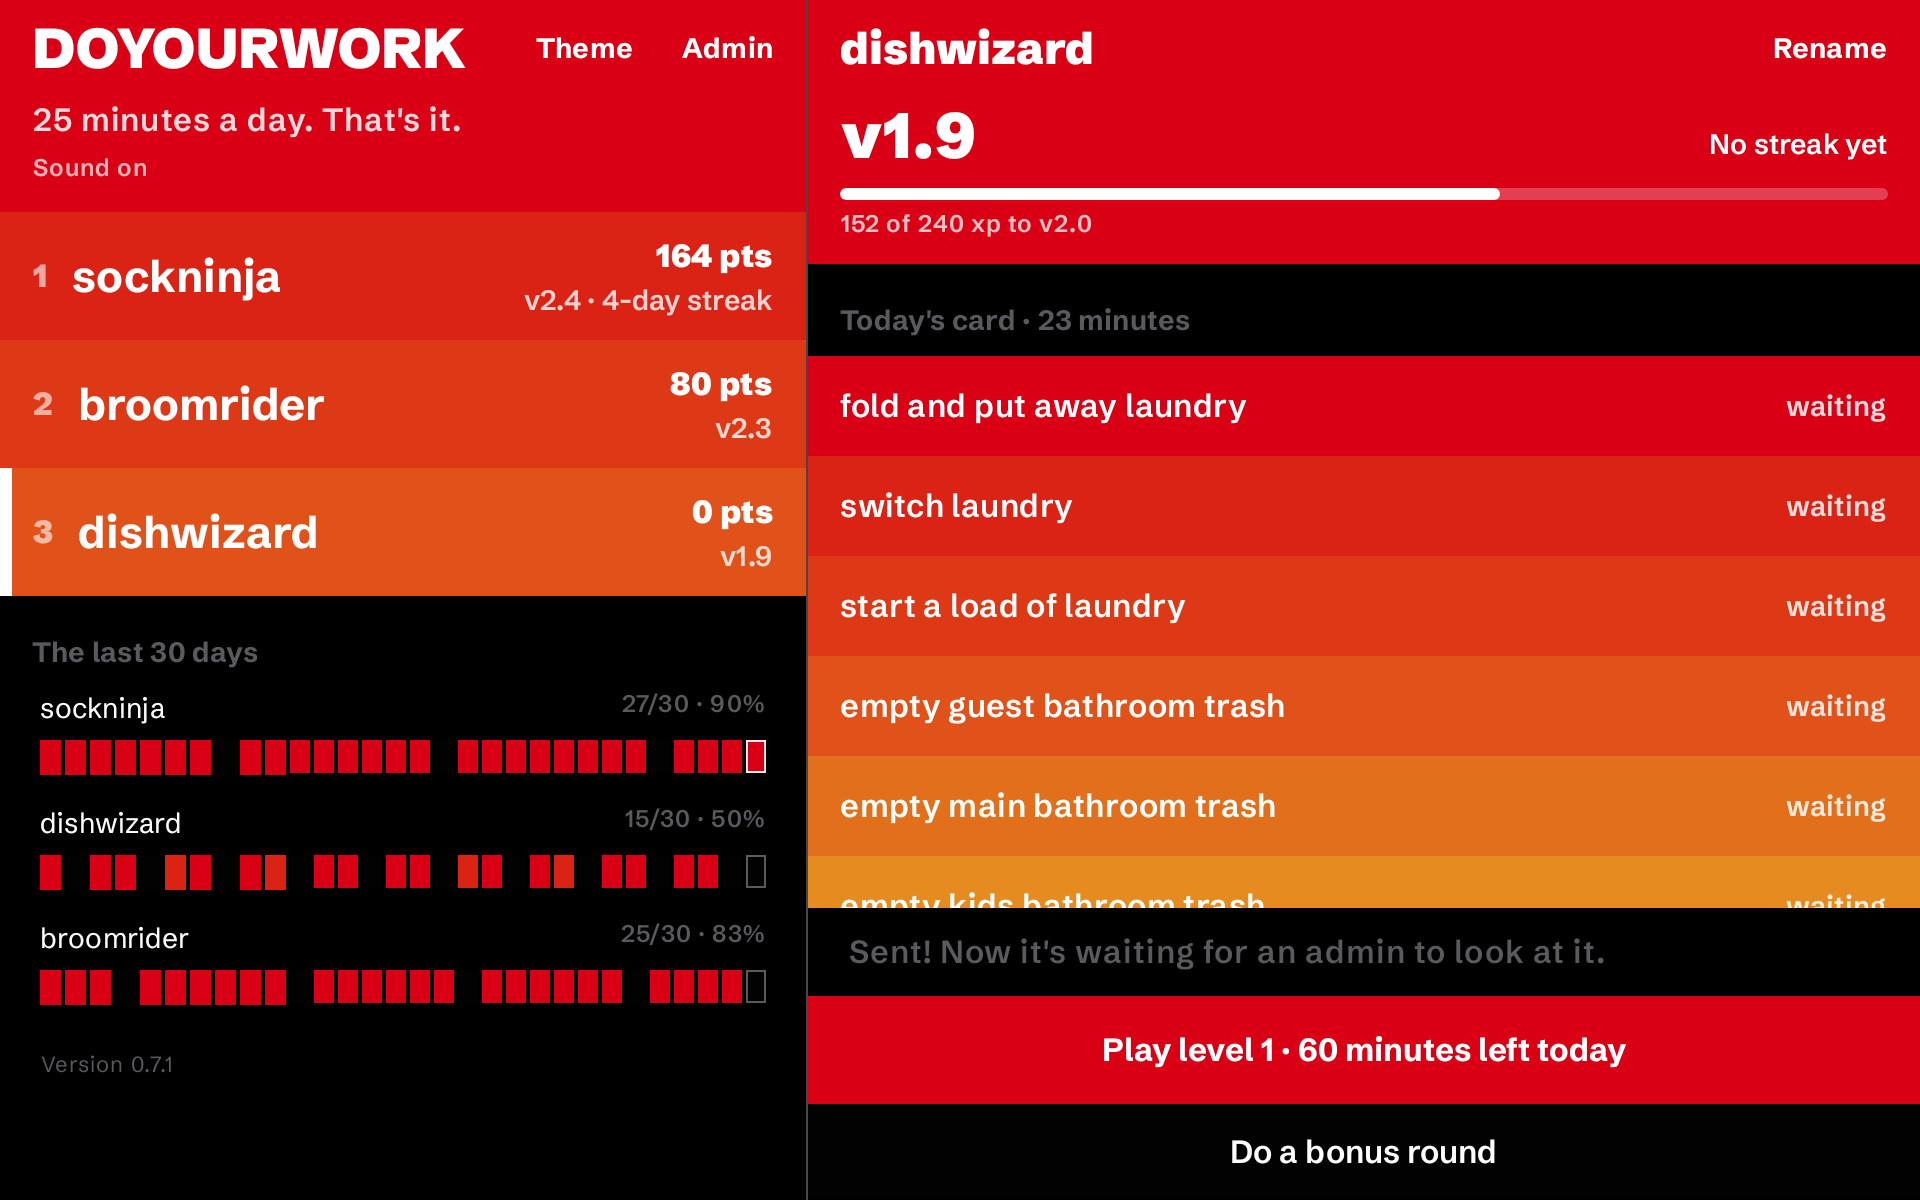 DOYOURWORK
Theme
Admin
25 minutes a day. That's it.
Sound on
1 sockninja
164 pts
v2.4 · 4-day streak
2 broomrider
80 pts
v2.3
3 dishwizard
0 pts
v1.9
The last 30 days
sockninja
27/30 · 90%
dishwizard
15/30 · 50%
broomrider
25/30 · 83%
Version 0.7.1
dishwizard
Rename
v1.9
No streak yet
152 of 240 xp to v2.0
Today's card · 23 minutes
fold and put away laundry
waiting
switch laundry
waiting
start a load of laundry
waiting
empty guest bathroom trash
waiting
empty main bathroom trash
waiting
empty kids bathroom trash
waiting
Sent! Now it's waiting for an admin to look at it.
Play level 1 · 60 minutes left today
Do a bonus round